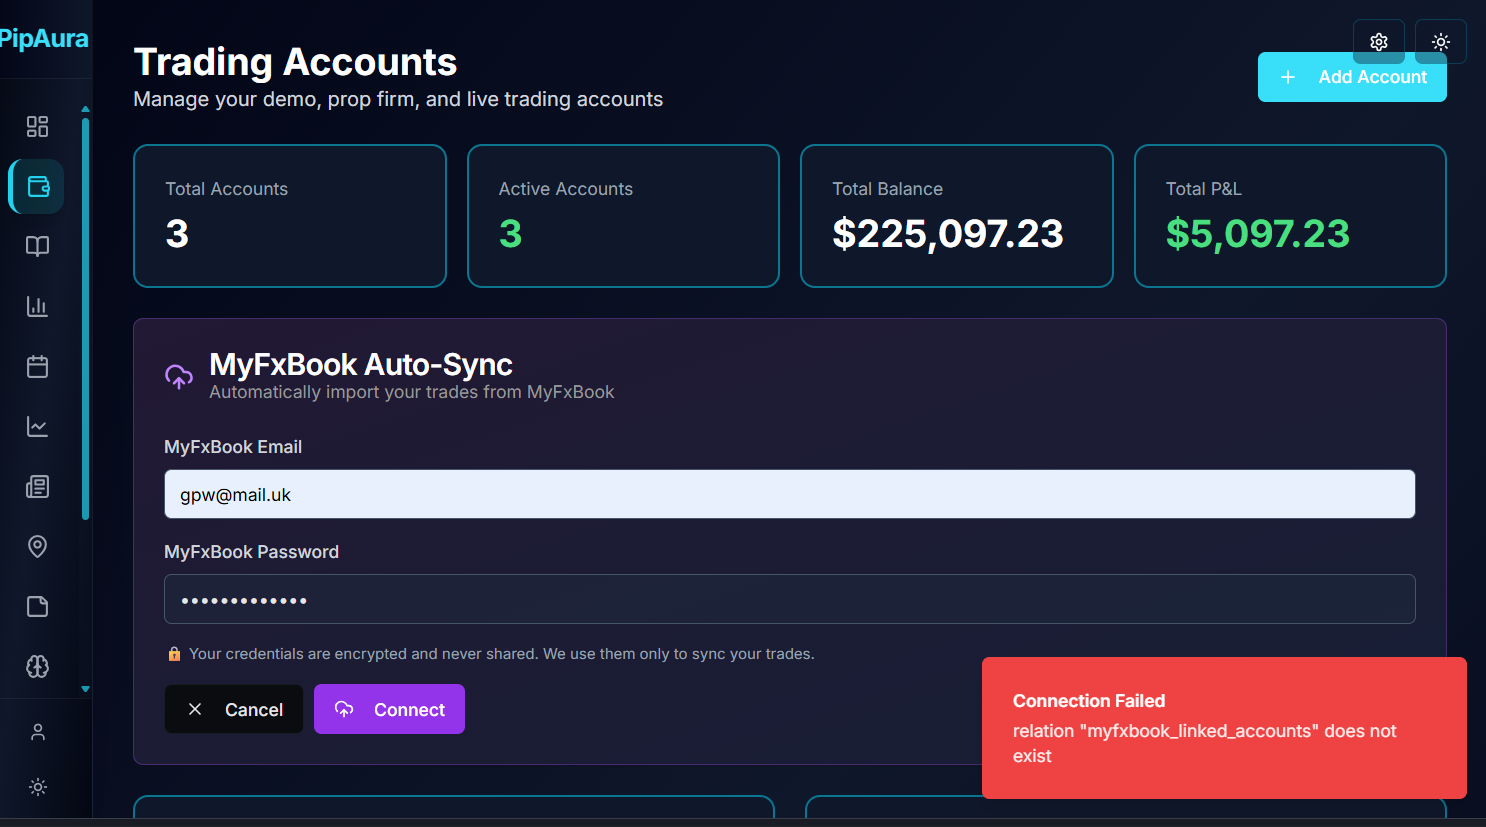 PipAura
Trading Accounts
Manage your demo, prop firm, and live trading accounts
Add Account
Total Accounts
3
Active Accounts
3
Total Balance
$225,097.23
Total P&L
$5,097.23
MyFxBook Auto-Sync
Automatically import your trades from MyFxBook
MyFxBook Email
gpw@mail.uk
MyFxBook Password
•••••••••••••
🔒 Your credentials are encrypted and never shared. We use them only to sync your trades.
Cancel
Connect
Connection Failed
relation "myfxbook_linked_accounts" does not
exist